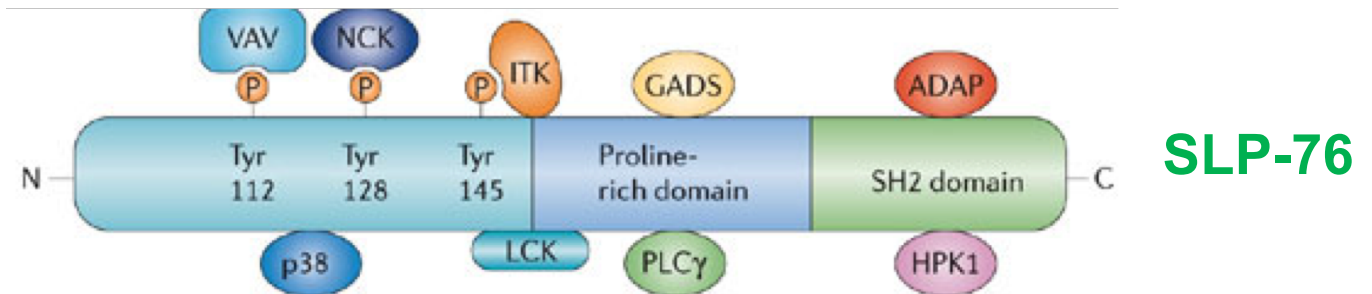 VAV
NCK
P
P
P
ITK
GADS
ADAP
N
Tyr
112
Tyr
128
Tyr
145
Proline-
rich domain
SH2 domain
C
SLP-76
p38
LCK
PLCγ
HPK1